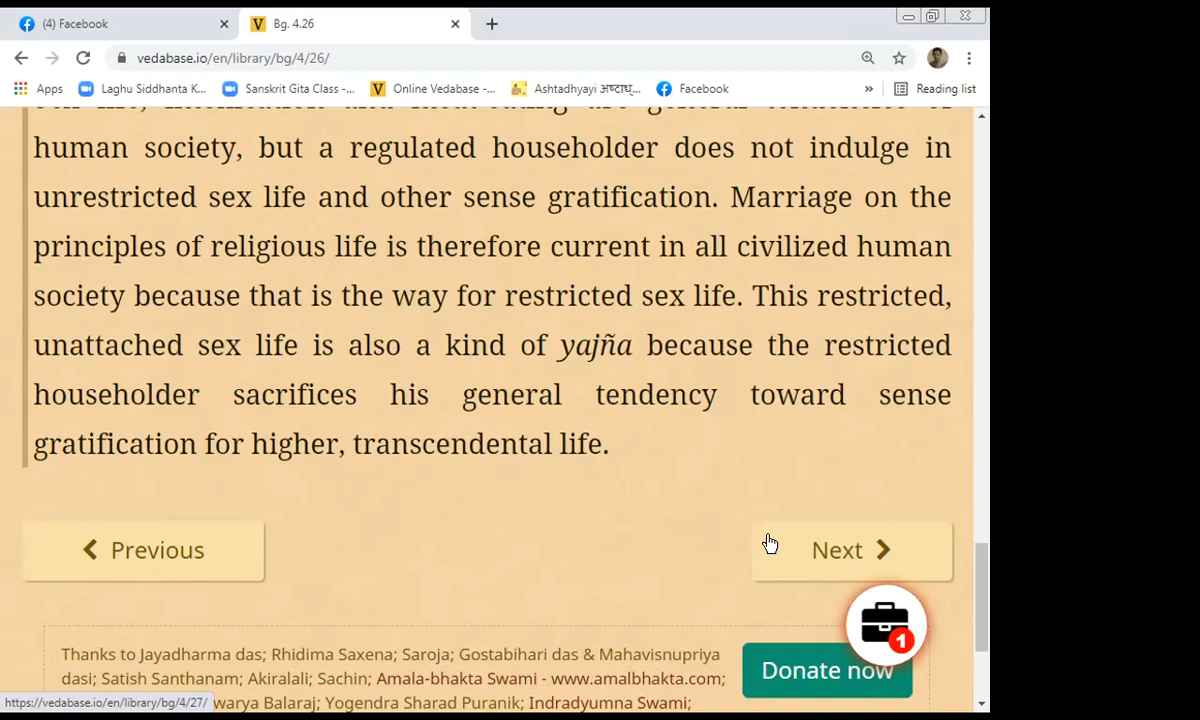 (4) Facebook
Bg. 4.26
vedabase.io/en/library/bg/4/26/
Apps
Laghu Siddhanta K...
Sanskrit Gita Class -...
Online Vedabase -...
Ashtadhyayi अष्टाध्...
Facebook
»
Reading list
human society, but a regulated householder does not indulge in
unrestricted sex life and other sense gratification. Marriage on the
principles of religious life is therefore current in all civilized human
society because that is the way for restricted sex life. This restricted,
unattached sex life is also a kind of yajña because the restricted
householder sacrifices his general tendency toward sense
gratification for higher, transcendental life.
Previous
Next
1
Donate now
Thanks to Jayadharma das; Rhidima Saxena; Saroja; Gostabihari das & Mahavisnupriya
dasi; Satish Santhanam; Akiralali; Sachin; Amala-bhakta Swami - www.amalbhakta.com;
warya Balaraj; Yogendra Sharad Puranik; Indradyumna Swami;
https://vedabase.io/en/library/bg/4/27/